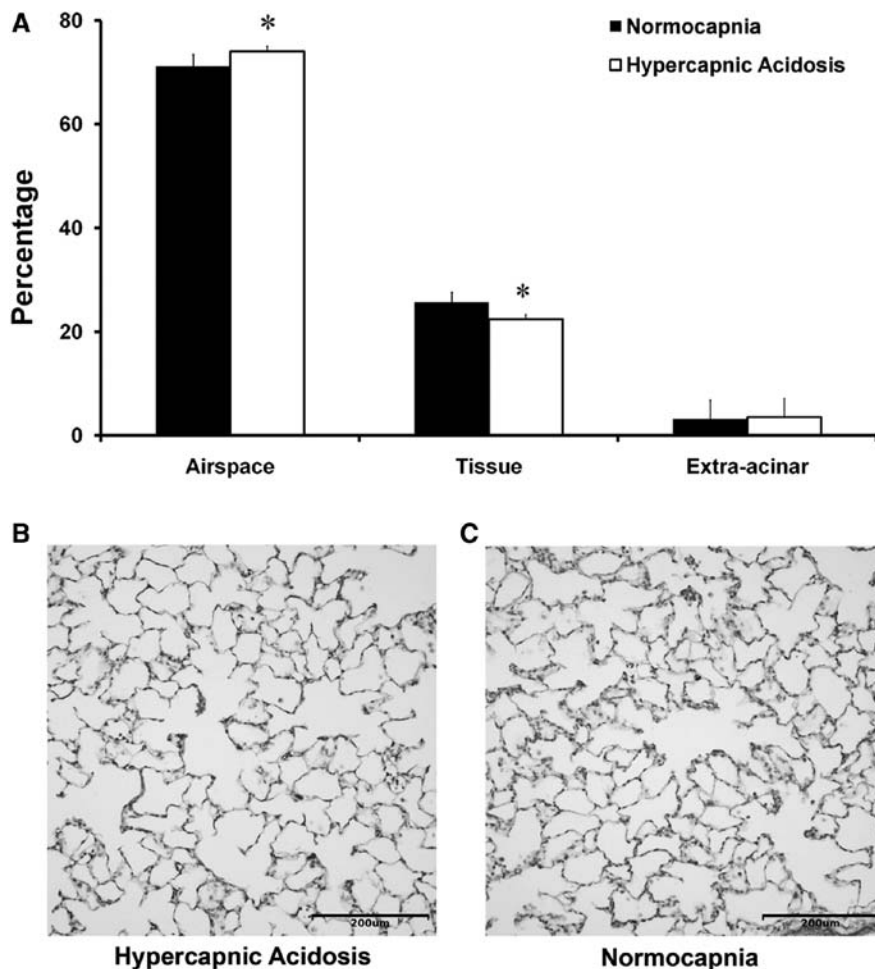 A
80
60
40
20
0
Percentage
*
*
Normocapnia
Hypercapnic Acidosis
Airspace
Tissue
Extra-acinar
B
C
200um
200um
Hypercapnic Acidosis
Normocapnia